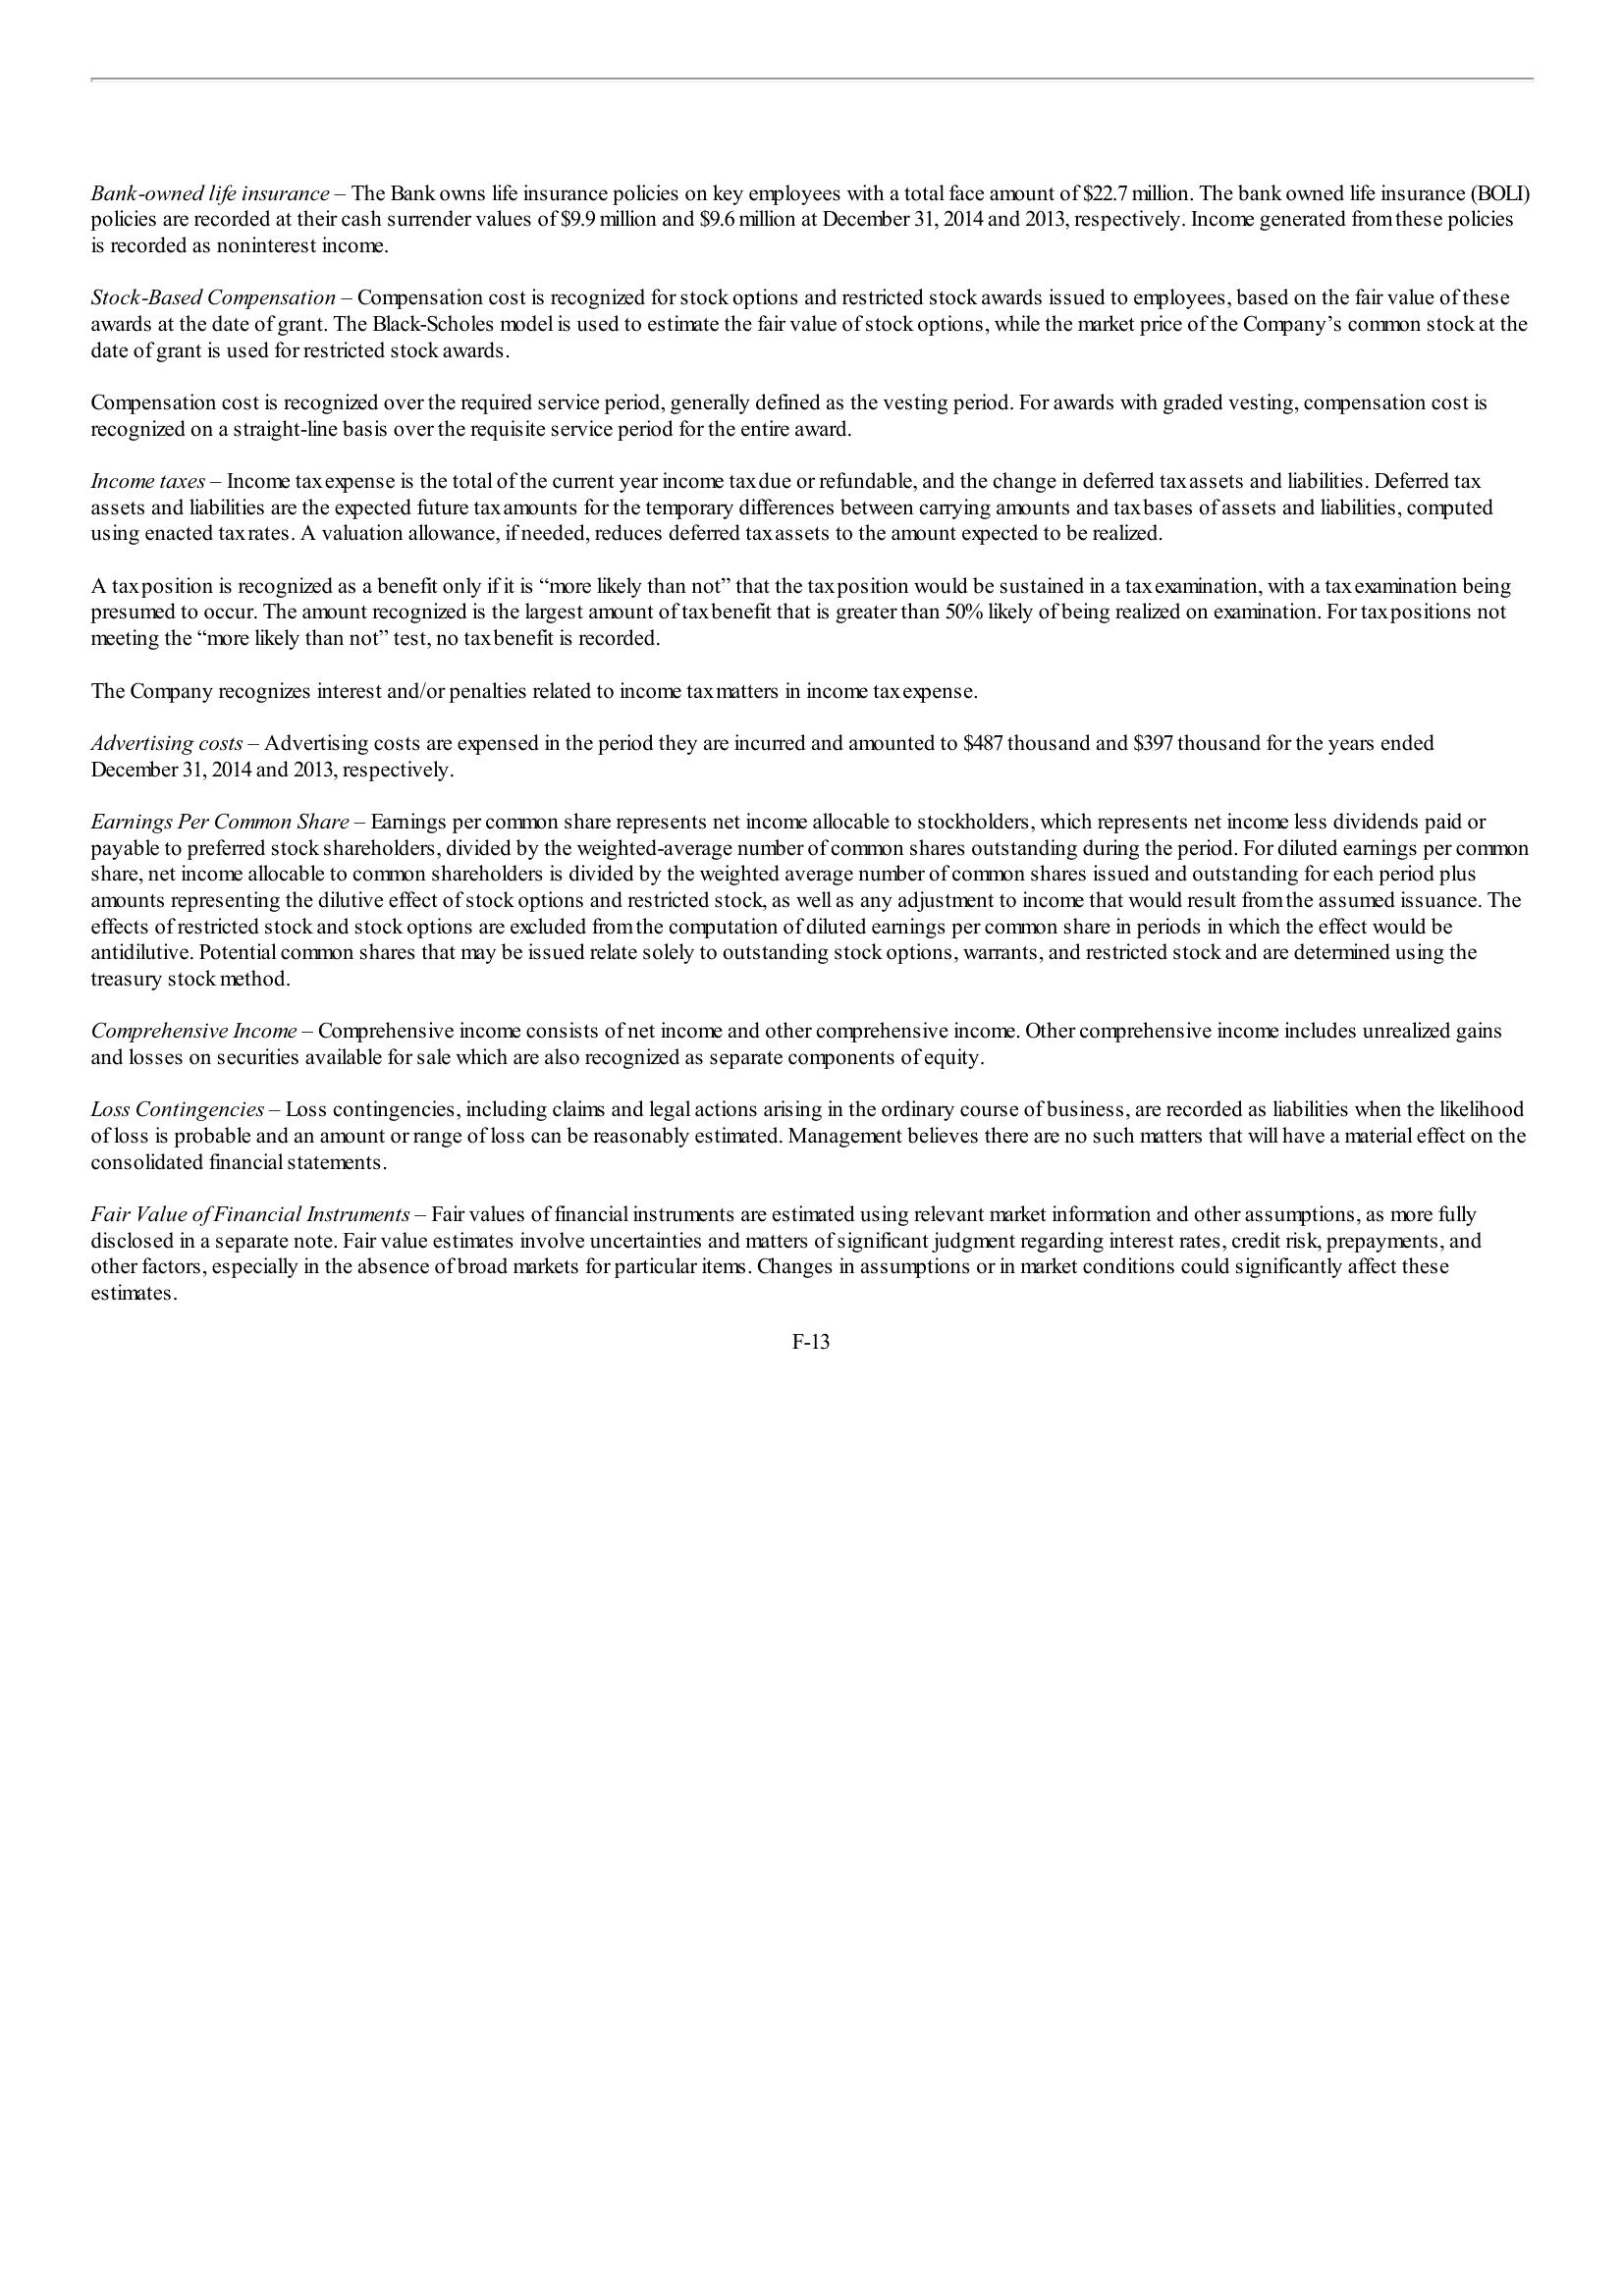 Bank-owned life insurance – The Bank owns life insurance policies on key employees with a total face amount of $22.7 million. The bank owned life insurance (BOLI)
policies are recorded at their cash surrender values of $9.9 million and $9.6 million at December 31, 2014 and 2013, respectively. Income generated from these policies
is recorded as noninterest income.
Stock-Based Compensation – Compensation cost is recognized for stock options and restricted stock awards issued to employees, based on the fair value of these
awards at the date of grant. The Black-Scholes model is used to estimate the fair value of stock options, while the market price of the Company’s common stock at the
date of grant is used for restricted stock awards.
Compensation cost is recognized over the required service period, generally defined as the vesting period. For awards with graded vesting, compensation cost is
recognized on a straight-line basis over the requisite service period for the entire award.
Income taxes – Income tax expense is the total of the current year income tax due or refundable, and the change in deferred tax assets and liabilities. Deferred tax
assets and liabilities are the expected future tax amounts for the temporary differences between carrying amounts and tax bases of assets and liabilities, computed
using enacted tax rates. A valuation allowance, if needed, reduces deferred tax assets to the amount expected to be realized.
A tax position is recognized as a benefit only if it is “more likely than not” that the tax position would be sustained in a tax examination, with a tax examination being
presumed to occur. The amount recognized is the largest amount of tax benefit that is greater than 50% likely of being realized on examination. For tax positions not
meeting the “more likely than not” test, no tax benefit is recorded.
The Company recognizes interest and/or penalties related to income tax matters in income tax expense.
Advertising costs – Advertising costs are expensed in the period they are incurred and amounted to $487 thousand and $397 thousand for the years ended
December 31, 2014 and 2013, respectively.
Earnings Per Common Share – Earnings per common share represents net income allocable to stockholders, which represents net income less dividends paid or
payable to preferred stock shareholders, divided by the weighted-average number of common shares outstanding during the period. For diluted earnings per common
share, net income allocable to common shareholders is divided by the weighted average number of common shares issued and outstanding for each period plus
amounts representing the dilutive effect of stock options and restricted stock, as well as any adjustment to income that would result from the assumed issuance. The
effects of restricted stock and stock options are excluded from the computation of diluted earnings per common share in periods in which the effect would be
antidilutive. Potential common shares that may be issued relate solely to outstanding stock options, warrants, and restricted stock and are determined using the
treasury stock method.
Comprehensive Income – Comprehensive income consists of net income and other comprehensive income. Other comprehensive income includes unrealized gains
and losses on securities available for sale which are also recognized as separate components of equity.
Loss Contingencies – Loss contingencies, including claims and legal actions arising in the ordinary course of business, are recorded as liabilities when the likelihood
of loss is probable and an amount or range of loss can be reasonably estimated. Management believes there are no such matters that will have a material effect on the
consolidated financial statements.
Fair Value of Financial Instruments – Fair values of financial instruments are estimated using relevant market information and other assumptions, as more fully
disclosed in a separate note. Fair value estimates involve uncertainties and matters of significant judgment regarding interest rates, credit risk, prepayments, and
other factors, especially in the absence of broad markets for particular items. Changes in assumptions or in market conditions could significantly affect these
estimates.
F-13